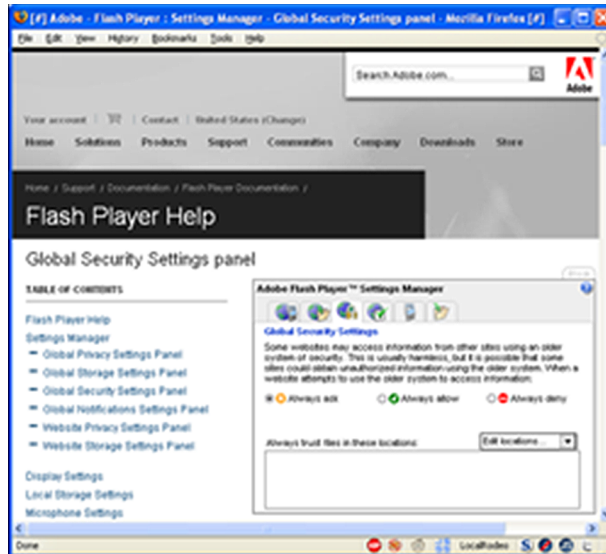 [#] Adobe - Flash Player : Settings Manager - Global Security Settings panel - Mozilla Firefox [#]
File Edit View History Bookmarks Tools Help
Search Adobe.com...
Adobe
Your account | | Contact | United States (Change)
Home Solutions Products Support Communities Company Downloads Store
Home / Support / Documentation / Flash Player Documentation /
Flash Player Help
Global Security Settings panel
TABLE OF CONTENTS
Flash Player Help
Settings Manager
Global Privacy Settings Panel
Global Storage Settings Panel
Global Security Settings Panel
Global Notifications Settings Panel
Website Privacy Settings Panel
Website Storage Settings Panel
Display Settings
Local Storage Settings
Microphone Settings
Adobe Flash Player™ Settings Manager
Global Security Settings
Some websites may access information from other sites using an older
system of security. This is usually harmless, but it is possible that some
sites could obtain unauthorized information using the older system. When a
website attempts to use the older system to access information:
Always ask Always allow Always deny
Always trust files in these locations: Edit locations...
Done LocalRodeo